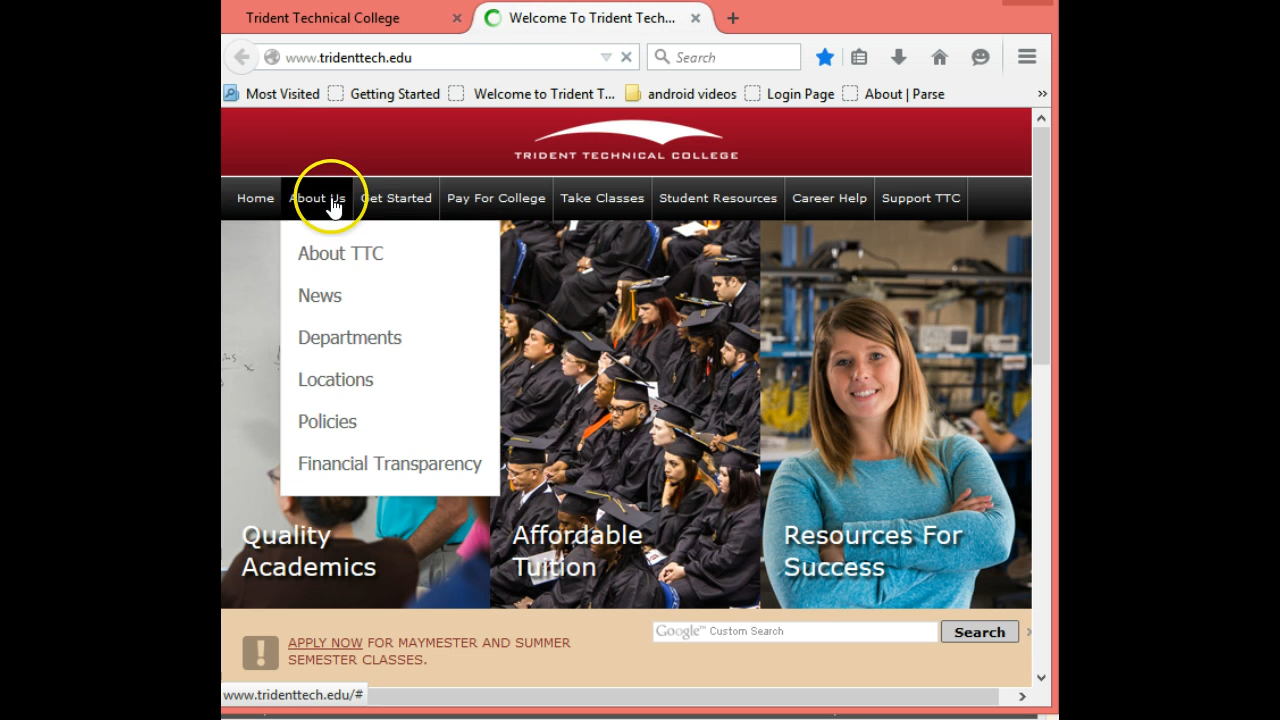 Trident Technical College
Welcome To Trident Tech...
www.tridenttech.edu
Search
Most Visited
Getting Started
Welcome to Trident T...
android videos
Login Page
About | Parse
»
TRIDENT TECHNICAL COLLEGE
Home
About Us
Get Started
Pay For College
Take Classes
Student Resources
Career Help
Support TTC
About TTC
News
Departments
Locations
Policies
Financial Transparency
Quality
Academics
Affordable
Tuition
Resources For
Success
APPLY NOW FOR MAYMESTER AND SUMMER
SEMESTER CLASSES.
Google™ Custom Search
Search
www.tridenttech.edu/#